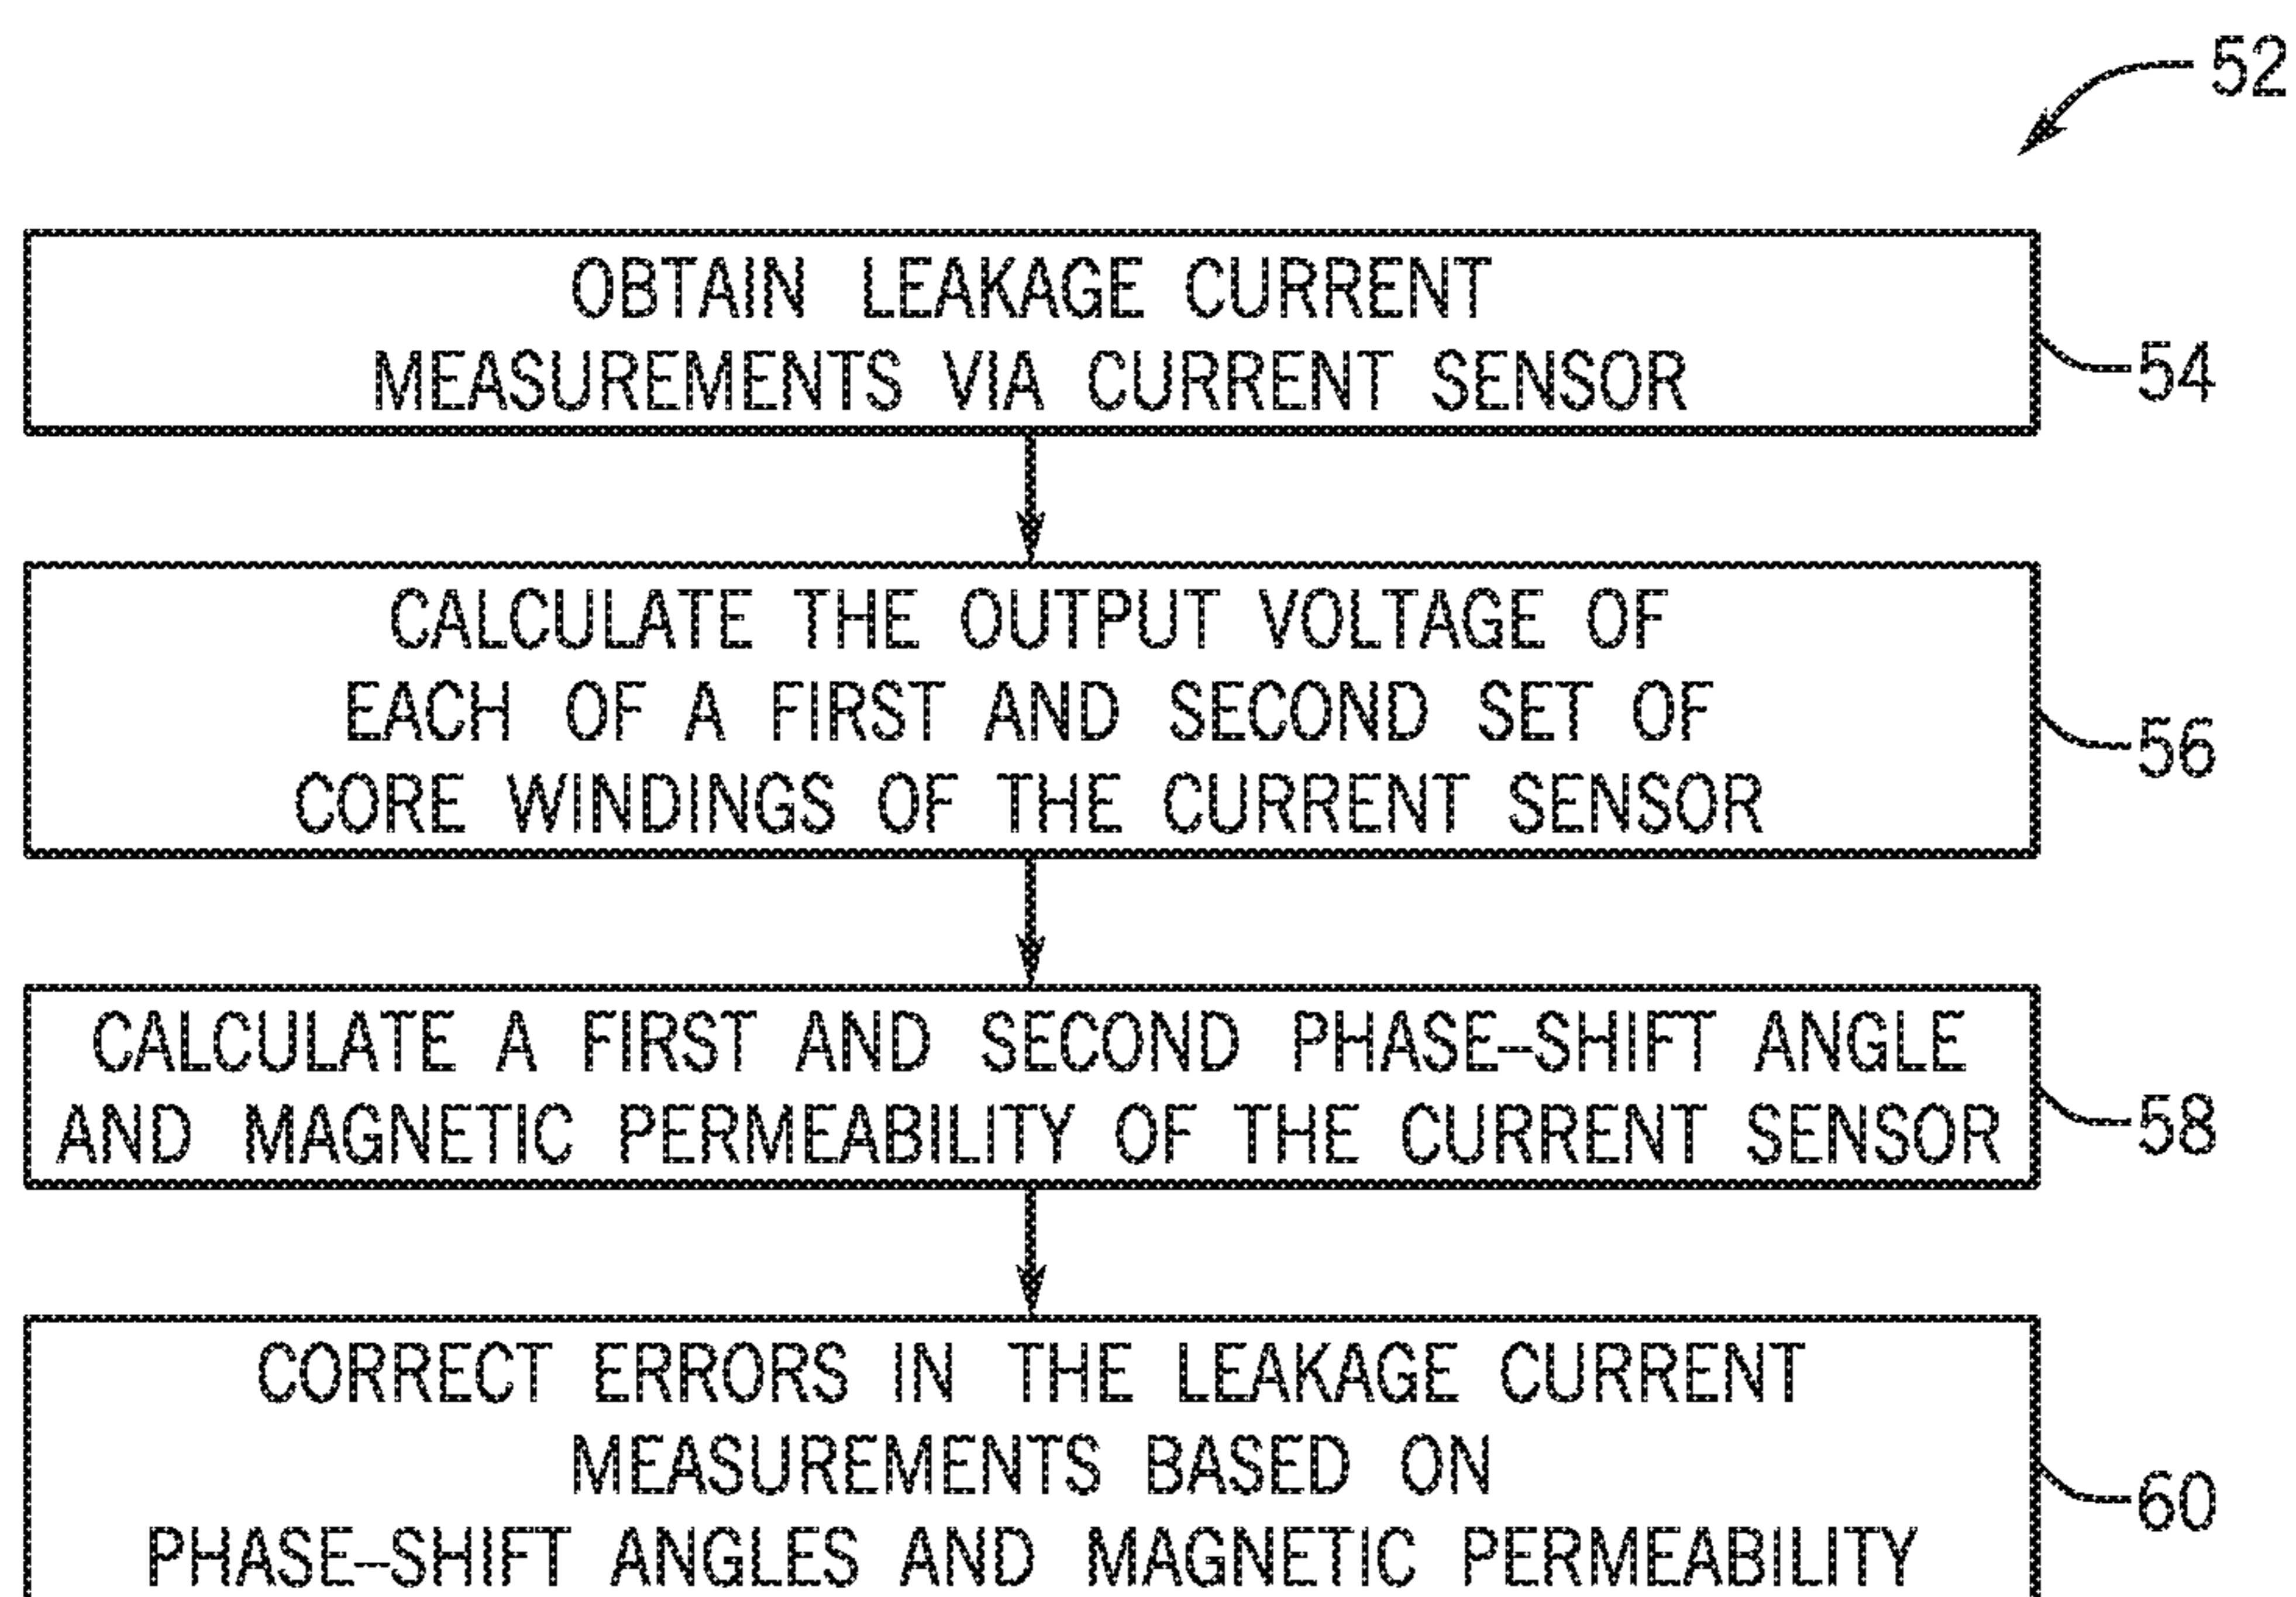 52
OBTAIN LEAKAGE CURRENT
MEASUREMENTS VIA CURRENT SENSOR
54
CALCULATE THE OUTPUT VOLTAGE OF
EACH OF A FIRST AND SECOND SET OF
CORE WINDINGS OF THE CURRENT SENSOR
56
CALCULATE A FIRST AND SECOND PHASE–SHIFT ANGLE
AND MAGNETIC PERMEABILITY OF THE CURRENT SENSOR
58
CORRECT ERRORS IN THE LEAKAGE CURRENT
MEASUREMENTS BASED ON
PHASE–SHIFT ANGLES AND MAGNETIC PERMEABILITY
60